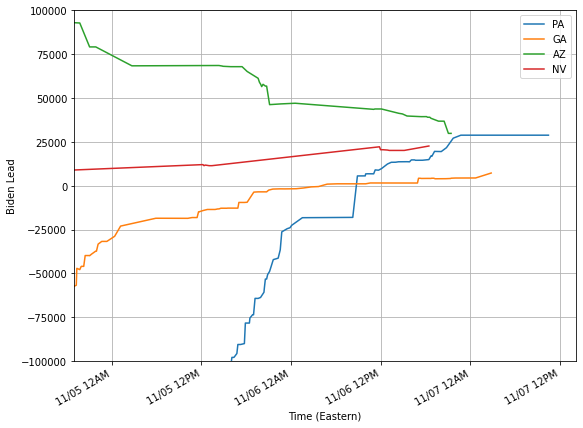 100000
75000
50000
25000
0
−25000
−50000
−75000
−100000
Biden Lead
PA
GA
AZ
NV
11/05 12AM
11/05 12PM
11/06 12AM
11/06 12PM
11/07 12AM
11/07 12PM
Time (Eastern)